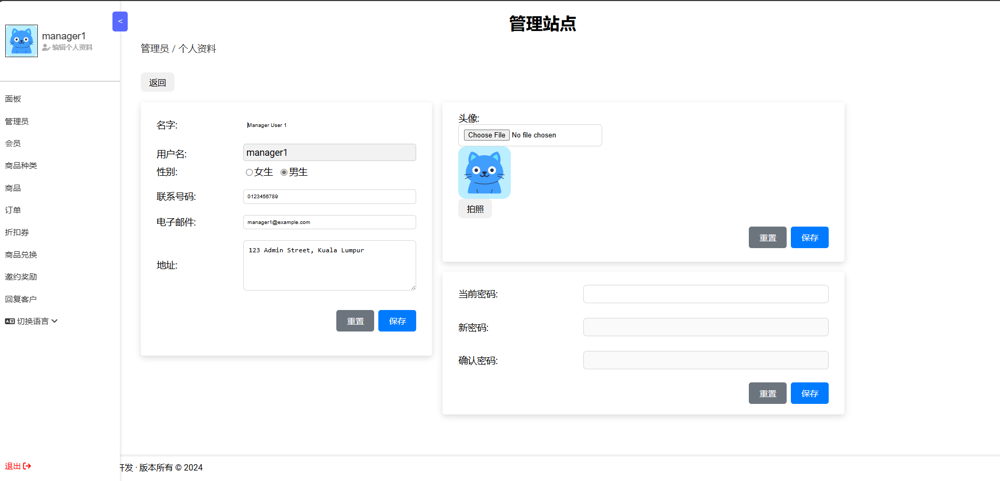 <
manager1
编辑个人资料
面板
管理员
会员
商品种类
商品
订单
折扣券
商品兑换
邀约奖励
回复客户
切换语言
退出
管理站点
管理员 / 个人资料
返回
名字: Manager User 1
用户名: manager1
性别: 女生 男生
联系号码: 0123456789
电子邮件: manager1@example.com
地址: 123 Admin Street, Kuala Lumpur
重置 保存
头像:
Choose File No file chosen
拍照
重置 保存
当前密码:
新密码:
确认密码:
重置 保存
开发 · 版本所有 © 2024